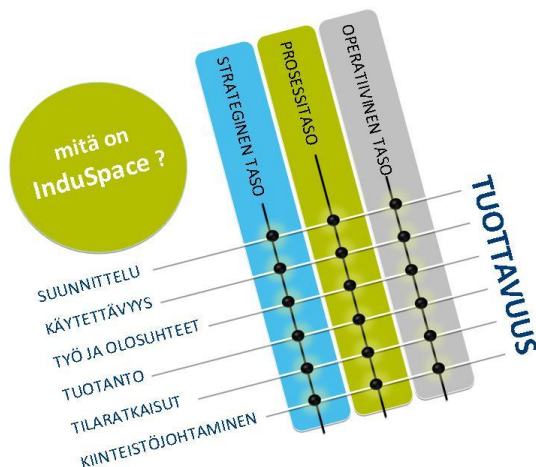 mitä on
InduSpace ?
STRATEGINEN TASO
PROSESSITASO
OPERATIIVINEN TASO
SUUNNITTELU
KÄYTETTÄVYYS
TYÖ JA OLOSUHTEET
TUOTANTO
TILARATKAISUT
KIINTEISTÖJOHTAMINEN
TUOTTAVUUS